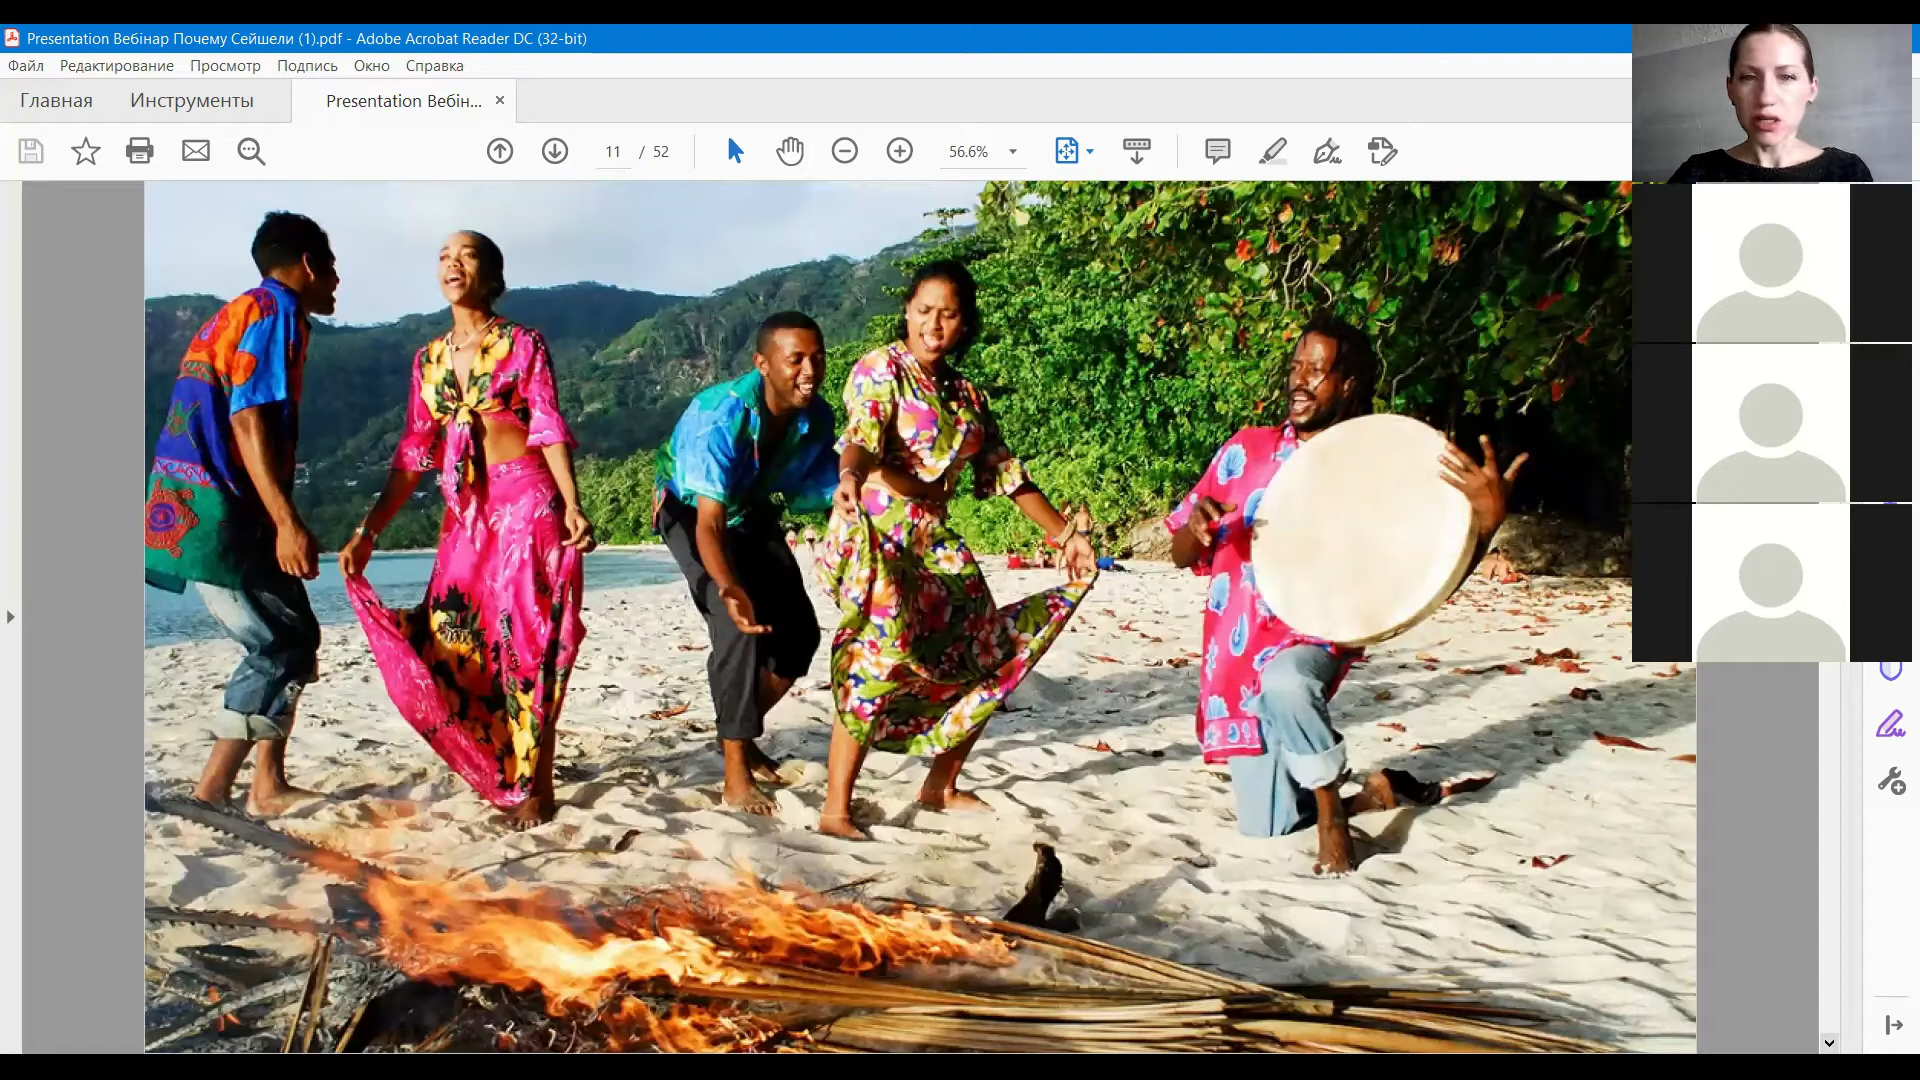 Presentation Вебінар Почему Сейшели (1).pdf - Adobe Acrobat Reader DC (32-bit)
Файл Редактирование Просмотр Подпись Окно Справка
Главная Инструменты Presentation Вебін...
11 / 52 56.6%